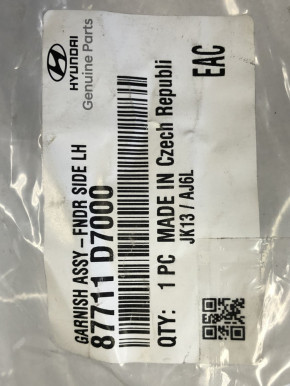 HYUNDAI
Genuine Parts
GARNISH ASSY-FNDR SIDE LH
87711 D7000
QTY: 1 PC MADE IN Czech Republi
JK13 / AJ6L
EAC